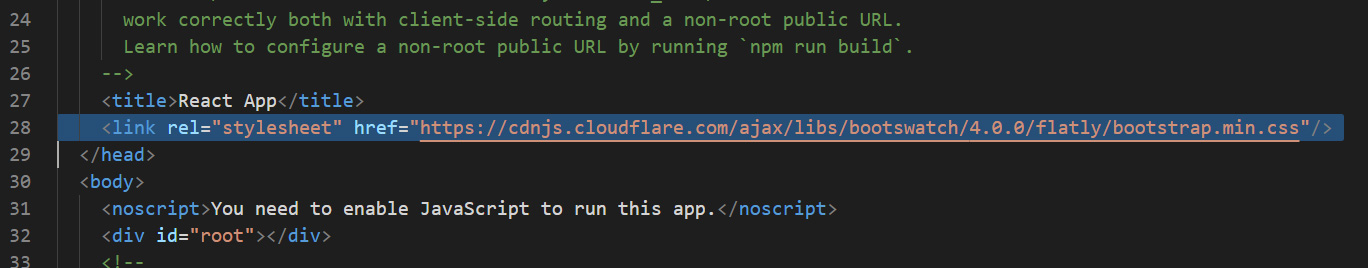 24 work correctly both with client-side routing and a non-root public URL.
25 Learn how to configure a non-root public URL by running `npm run build`.
26 -->
27 <title>React App</title>
28 <link rel="stylesheet" href="https://cdnjs.cloudflare.com/ajax/libs/bootswatch/4.0.0/flatly/bootstrap.min.css"/>
29 </head>
30 <body>
31 <noscript>You need to enable JavaScript to run this app.</noscript>
32 <div id="root"></div>
33 <!--